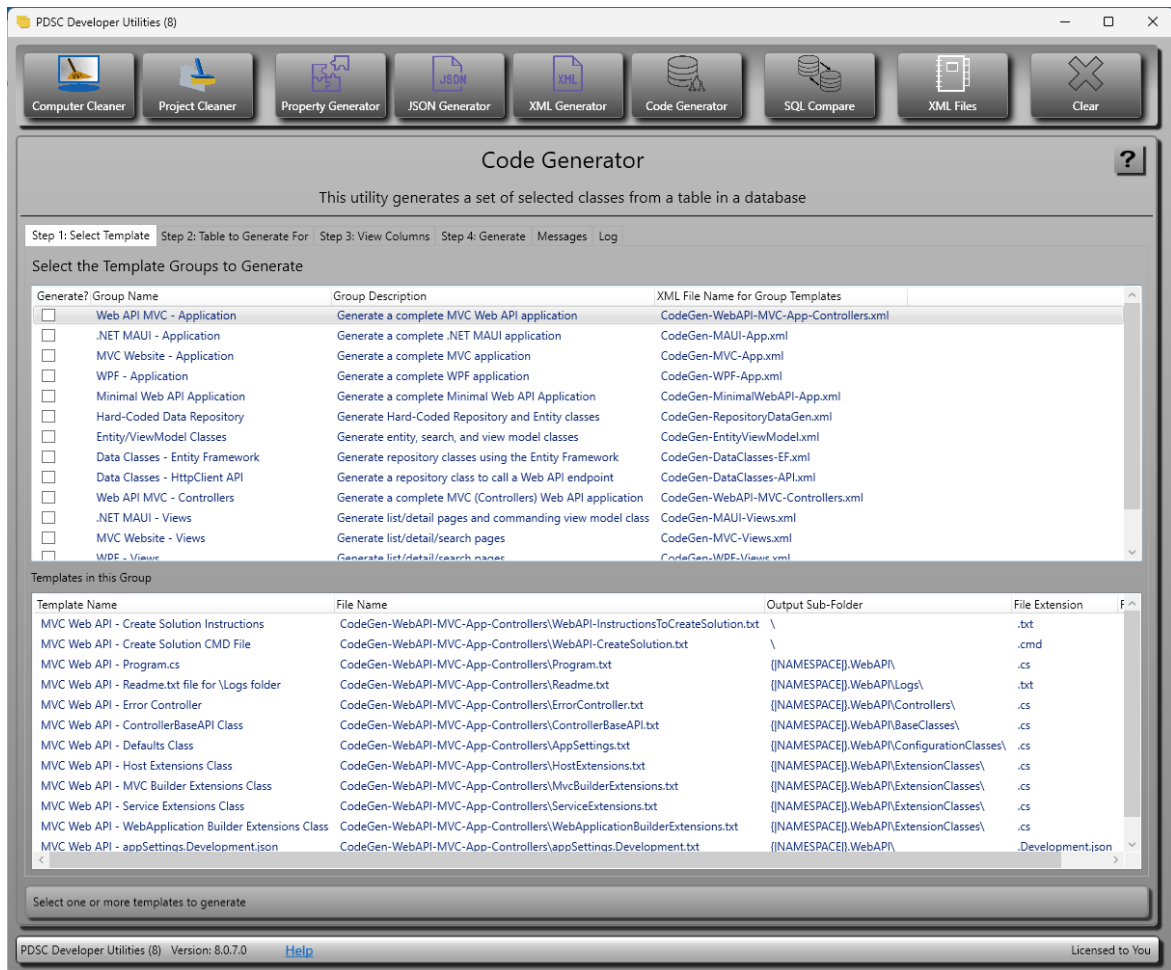 PDSC Developer Utilities (8)
JSON
XML
Computer Cleaner Project Cleaner Property Generator JSON Generator XML Generator Code Generator SQL Compare XML Files Clear
Code Generator ?
This utility generates a set of selected classes from a table in a database
Step 1: Select Template Step 2: Table to Generate For Step 3: View Columns Step 4: Generate Messages Log
Select the Template Groups to Generate
Generate? Group Name Group Description XML File Name for Group Templates
Web API MVC - Application Generate a complete MVC Web API application CodeGen-WebAPI-MVC-App-Controllers.xml
.NET MAUI - Application Generate a complete .NET MAUI application CodeGen-MAUI-App.xml
MVC Website - Application Generate a complete MVC application CodeGen-MVC-App.xml
WPF - Application Generate a complete WPF application CodeGen-WPF-App.xml
Minimal Web API Application Generate a complete Minimal Web API Application CodeGen-MinimalWebAPI-App.xml
Hard-Coded Data Repository Generate Hard-Coded Repository and Entity classes CodeGen-RepositoryDataGen.xml
Entity/ViewModel Classes Generate entity, search, and view model classes CodeGen-EntityViewModel.xml
Data Classes - Entity Framework Generate repository classes using the Entity Framework CodeGen-DataClasses-EF.xml
Data Classes - HttpClient API Generate a repository class to call a Web API endpoint CodeGen-DataClasses-API.xml
Web API MVC - Controllers Generate a complete MVC (Controllers) Web API application CodeGen-WebAPI-MVC-Controllers.xml
.NET MAUI - Views Generate list/detail pages and commanding view model class CodeGen-MAUI-Views.xml
MVC Website - Views Generate list/detail/search pages CodeGen-MVC-Views.xml
WPF - Views Generate list/detail/search pages CodeGen-WPF-Views.xml
Templates in this Group
Template Name File Name Output Sub-Folder File Extension
MVC Web API - Create Solution Instructions CodeGen-WebAPI-MVC-App-Controllers\WebAPI-InstructionsToCreateSolution.txt \ .txt
MVC Web API - Create Solution CMD File CodeGen-WebAPI-MVC-App-Controllers\WebAPI-CreateSolution.txt \ .cmd
MVC Web API - Program.cs CodeGen-WebAPI-MVC-App-Controllers\Program.txt {|NAMESPACE|}.WebAPI\ .cs
MVC Web API - Readme.txt file for \Logs folder CodeGen-WebAPI-MVC-App-Controllers\Readme.txt {|NAMESPACE|}.WebAPI\Logs\ .txt
MVC Web API - Error Controller CodeGen-WebAPI-MVC-App-Controllers\ErrorController.txt {|NAMESPACE|}.WebAPI\Controllers\ .cs
MVC Web API - ControllerBaseAPI Class CodeGen-WebAPI-MVC-App-Controllers\ControllerBaseAPI.txt {|NAMESPACE|}.WebAPI\BaseClasses\ .cs
MVC Web API - Defaults Class CodeGen-WebAPI-MVC-App-Controllers\AppSettings.txt {|NAMESPACE|}.WebAPI\ConfigurationClasses\ .cs
MVC Web API - Host Extensions Class CodeGen-WebAPI-MVC-App-Controllers\HostExtensions.txt {|NAMESPACE|}.WebAPI\ExtensionClasses\ .cs
MVC Web API - MVC Builder Extensions Class CodeGen-WebAPI-MVC-App-Controllers\MvcBuilderExtensions.txt {|NAMESPACE|}.WebAPI\ExtensionClasses\ .cs
MVC Web API - Service Extensions Class CodeGen-WebAPI-MVC-App-Controllers\ServiceExtensions.txt {|NAMESPACE|}.WebAPI\ExtensionClasses\ .cs
MVC Web API - WebApplication Builder Extensions Class CodeGen-WebAPI-MVC-App-Controllers\WebApplicationBuilderExtensions.txt {|NAMESPACE|}.WebAPI\ExtensionClasses\ .cs
MVC Web API - appSettings.Development.json CodeGen-WebAPI-MVC-App-Controllers\appSettings.Development.txt {|NAMESPACE|}.WebAPI\ .Development.json
Select one or more templates to generate
PDSC Developer Utilities (8) Version: 8.0.7.0 Help Licensed to You